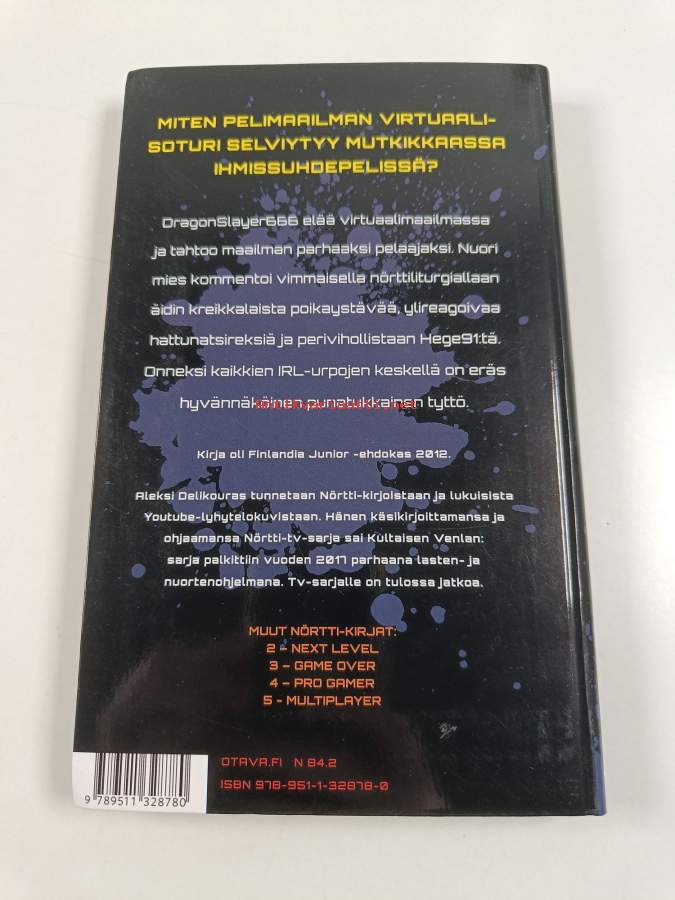 MITEN PELIMAAILMAN VIRTUAALI-
SOTURI SELVIYTYY MUTKIKKAASSA
IHMISSUHDEPELISSÄ?
DragonSlayer666 elää virtuaalimaailmassa
ja tahtoo maailman parhaaksi pelaajaksi. Nuori
mies kommentoi vimmaisella nörttiliturgiallaan
äidin kreikkalaista poikaystävää, ylireagoivaa
hattunatsireksiä ja perivihollistaan Hege91:tä.
Onneksi kaikkien IRL-urpojen keskellä on eräs
hyvännäköinen punatukkainen tyttö.
Kirja oli Finlandia Junior -ehdokas 2012.
Aleksi Delikouras tunnetaan Nörtti-kirjoistaan ja lukuisista
Youtube-lyhytelokuvistaan. Hänen käsikirjoittamansa ja
ohjaamansa Nörtti-tv-sarja sai Kultaisen Venlan:
sarja palkittiin vuoden 2017 parhaana lasten- ja
nuortenohjelmana. Tv-sarjalle on tulossa jatkoa.
MUUT NÖRTTI-KIRJAT:
2 – NEXT LEVEL
3 – GAME OVER
4 – PRO GAMER
5 - MULTIPLAYER
OTAVA.FI N 84.2
ISBN 978-951-1-32878-0
9 789511 328780